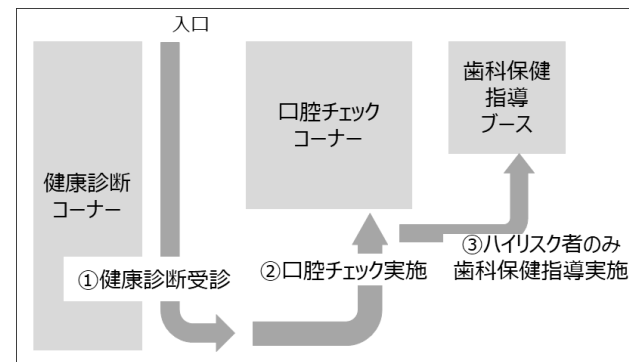 入口
健康診断
コーナー
口腔チェック
コーナー
歯科保健
指導
ブース
①健康診断受診
②口腔チェック実施
③ハイリスク者のみ
歯科保健指導実施